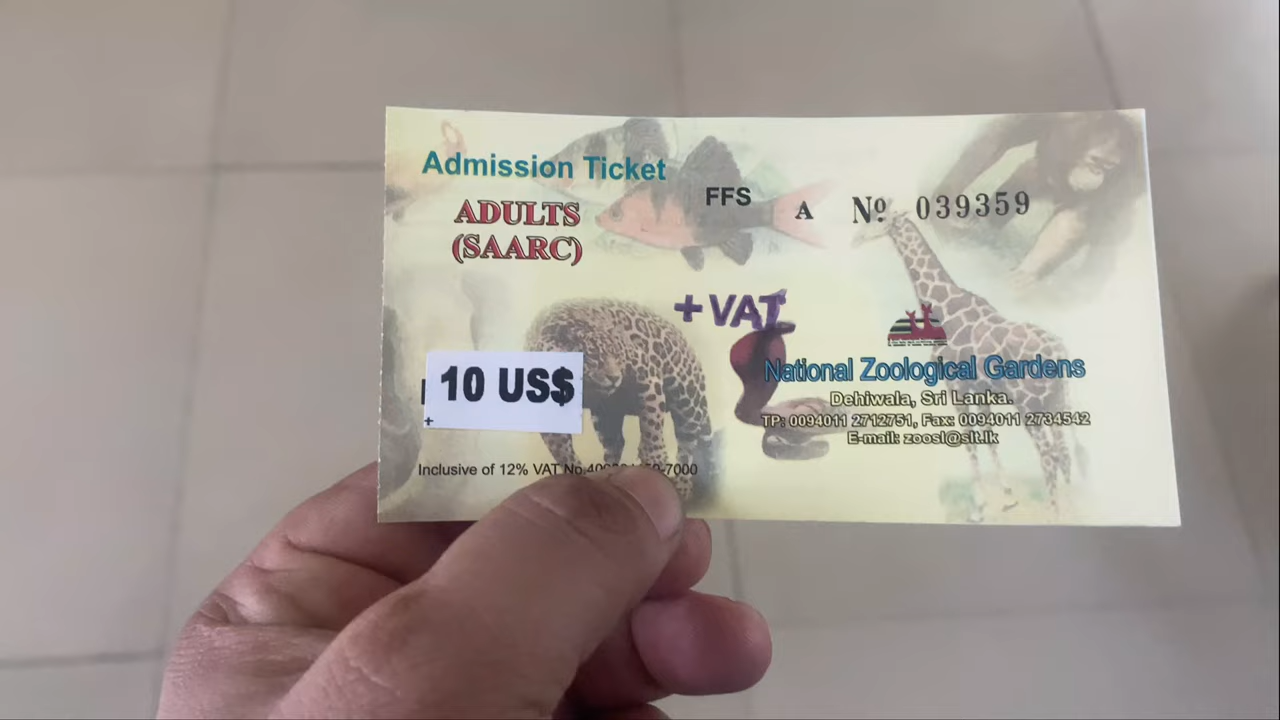 Admission Ticket
ADULTS
(SAARC)
FFS
A
Nº 039359
+ VAT
10 US$
+
National Zoological Gardens
Dehiwala, Sri Lanka.
TP: 0094011 2712751, Fax: 0094011 2734542
E-mail: zoosl@slt.lk
Inclusive of 12% VAT No.